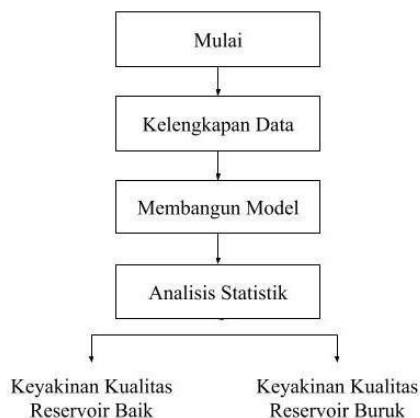 Mulai
Kelengkapan Data
Membangun Model
Analisis Statistik
Keyakinan Kualitas
Reservoir Baik
Keyakinan Kualitas
Reservoir Buruk